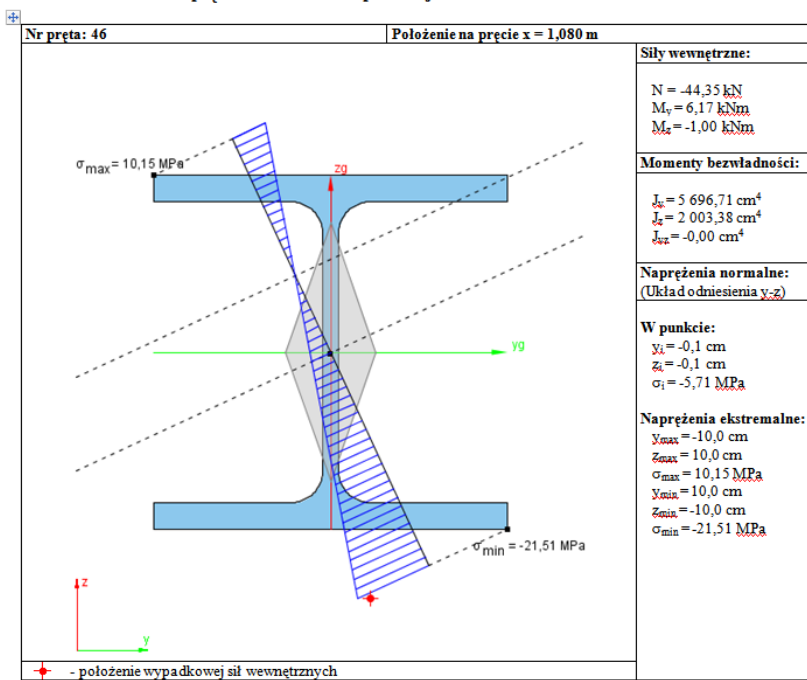 Nr pręta: 46
Położenie na pręcie x = 1,080 m
σmax = 10,15 MPa
zg
yg
σmin = -21,51 MPa
z
y
- położenie wypadkowej sił wewnętrznych
Siły wewnętrzne:
N = -44,35 kN
My = 6,17 kNm
Mz = -1,00 kNm
Momenty bezwładności:
Jy = 5 696,71 cm⁴
Jz = 2 003,38 cm⁴
Jyz = -0,00 cm⁴
Naprężenia normalne:
(Układ odniesienia y-z)
W punkcie:
yi = -0,1 cm
zi = -0,1 cm
σi = -5,71 MPa
Naprężenia ekstremalne:
ymax = -10,0 cm
zmax = 10,0 cm
σmax = 10,15 MPa
ymin = 10,0 cm
zmin = -10,0 cm
σmin = -21,51 MPa